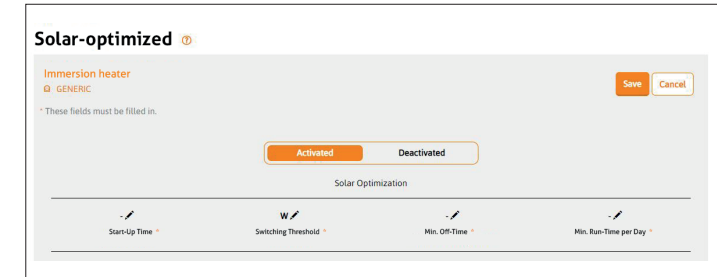 Solar-optimized ?
Immersion heater
GENERIC
Save Cancel
* These fields must be filled in.
Activated Deactivated
Solar Optimization
- W - -
Start-Up Time * Switching Threshold * Min. Off-Time * Min. Run-Time per Day *